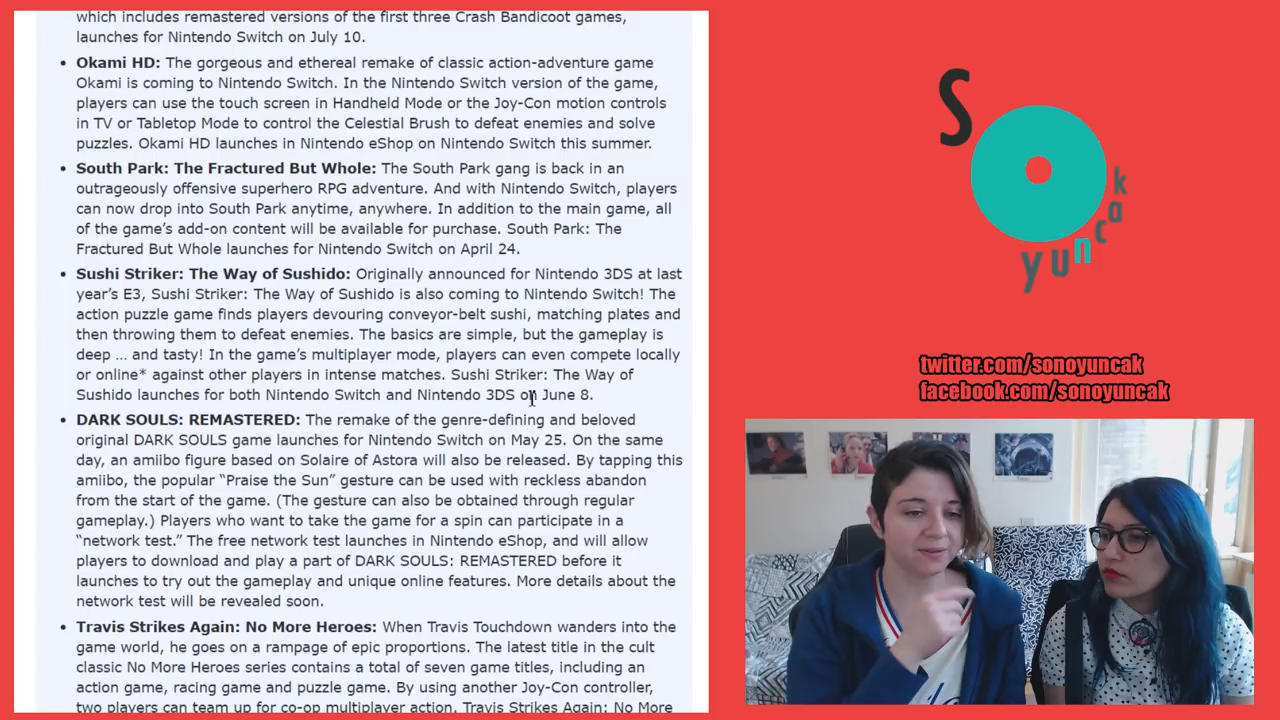 which includes remastered versions of the first three Crash Bandicoot games,
launches for Nintendo Switch on July 10.
• Okami HD: The gorgeous and ethereal remake of classic action-adventure game
Okami is coming to Nintendo Switch. In the Nintendo Switch version of the game,
players can use the touch screen in Handheld Mode or the Joy-Con motion controls
in TV or Tabletop Mode to control the Celestial Brush to defeat enemies and solve
puzzles. Okami HD launches in Nintendo eShop on Nintendo Switch this summer.
• South Park: The Fractured But Whole: The South Park gang is back in an
outrageously offensive superhero RPG adventure. And with Nintendo Switch, players
can now drop into South Park anytime, anywhere. In addition to the main game, all
of the game’s add-on content will be available for purchase. South Park: The
Fractured But Whole launches for Nintendo Switch on April 24.
• Sushi Striker: The Way of Sushido: Originally announced for Nintendo 3DS at last
year’s E3, Sushi Striker: The Way of Sushido is also coming to Nintendo Switch! The
action puzzle game finds players devouring conveyor-belt sushi, matching plates and
then throwing them to defeat enemies. The basics are simple, but the gameplay is
deep … and tasty! In the game’s multiplayer mode, players can even compete locally
or online* against other players in intense matches. Sushi Striker: The Way of
Sushido launches for both Nintendo Switch and Nintendo 3DS on June 8.
• DARK SOULS: REMASTERED: The remake of the genre-defining and beloved
original DARK SOULS game launches for Nintendo Switch on May 25. On the same
day, an amiibo figure based on Solaire of Astora will also be released. By tapping this
amiibo, the popular “Praise the Sun” gesture can be used with reckless abandon
from the start of the game. (The gesture can also be obtained through regular
gameplay.) Players who want to take the game for a spin can participate in a
“network test.” The free network test launches in Nintendo eShop, and will allow
players to download and play a part of DARK SOULS: REMASTERED before it
launches to try out the gameplay and unique online features. More details about the
network test will be revealed soon.
• Travis Strikes Again: No More Heroes: When Travis Touchdown wanders into the
game world, he goes on a rampage of epic proportions. The latest title in the cult
classic No More Heroes series contains a total of seven game titles, including an
action game, racing game and puzzle game. By using another Joy-Con controller,
two players can team up for co-op multiplayer action. Travis Strikes Again: No More
So
yuncak
twitter.com/sonoyuncak
facebook.com/sonoyuncak